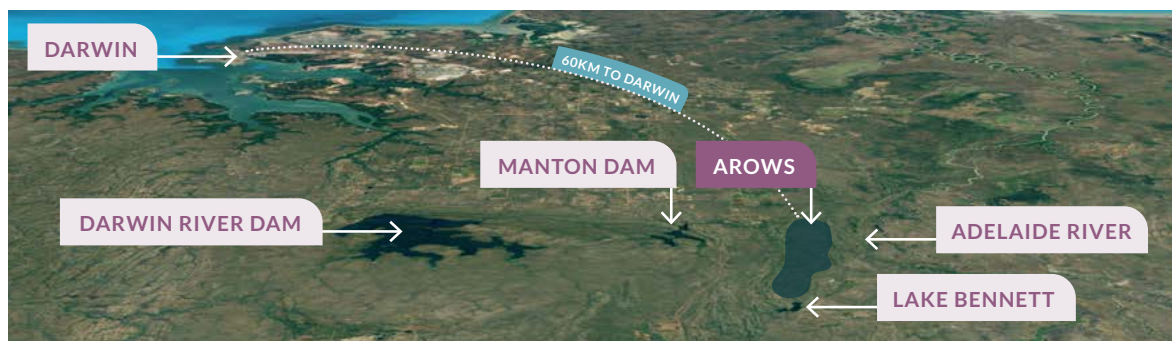 DARWIN
60KM TO DARWIN
MANTON DAM
AROWS
DARWIN RIVER DAM
ADELAIDE RIVER
LAKE BENNETT